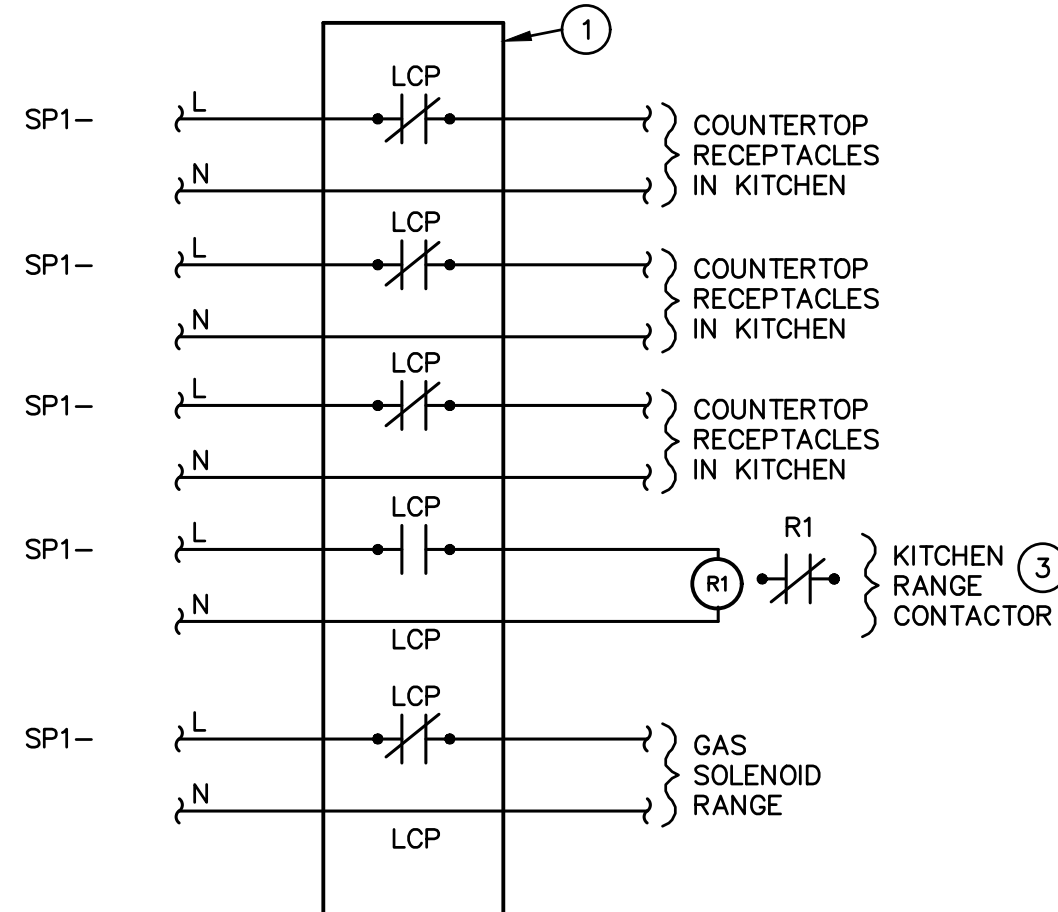 1
LCP
SP1–
L
COUNTERTOP
RECEPTACLES
IN KITCHEN
N
LCP
SP1–
L
COUNTERTOP
RECEPTACLES
IN KITCHEN
N
LCP
SP1–
L
COUNTERTOP
RECEPTACLES
IN KITCHEN
N
LCP
SP1–
L
R1
R1
KITCHEN
RANGE
CONTACTOR
3
N
LCP
LCP
SP1–
L
GAS
SOLENOID
RANGE
N
LCP